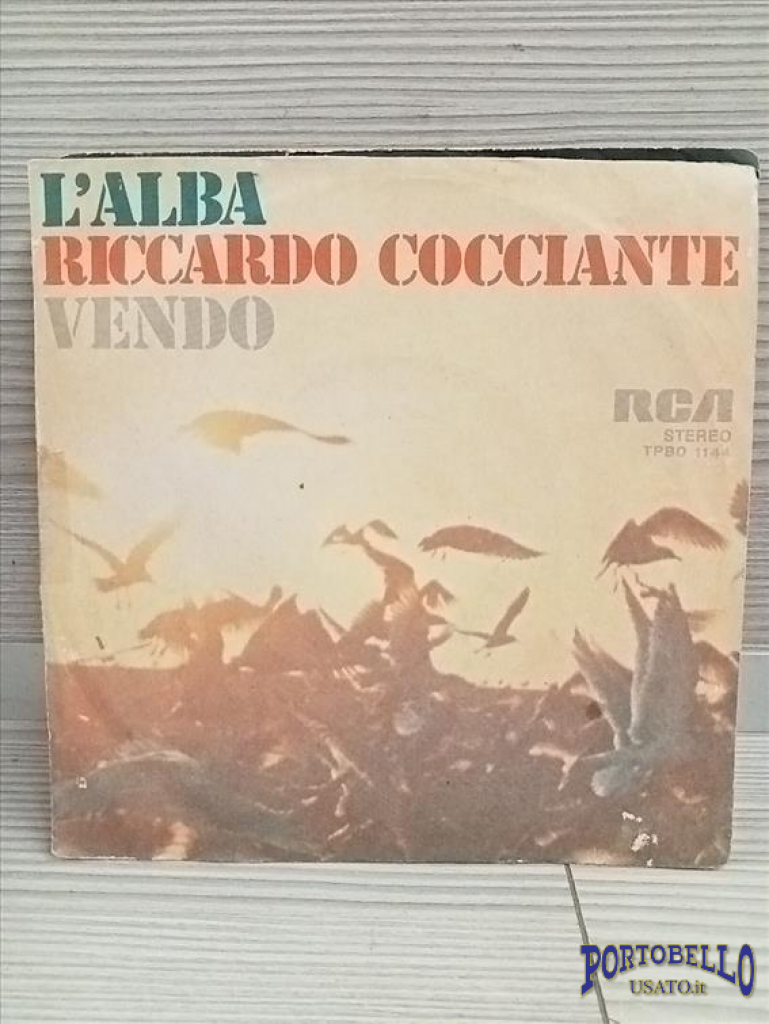 L'ALBA
RICCARDO COCCIANTE
VENDO
RCA
STEREO
TPBO 1144
PORTOBELLO
USATO.it